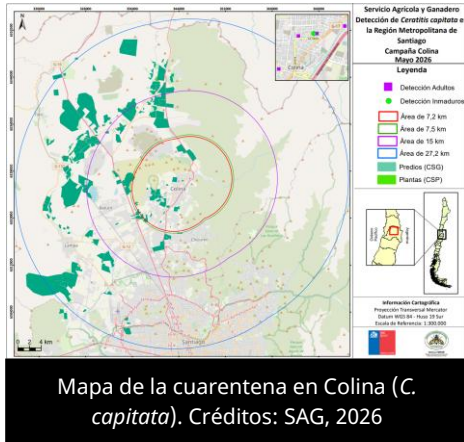 Servicio Agrícola y Ganadero
Detección de Ceratitis capitata e
la Región Metropolitana de
Santiago
Campaña Colina
Mayo 2026
Leyenda
Detección Adultos
Detección Inmaduros
Área de 7,2 km
Área de 7,5 km
Área de 15 km
Área de 27,2 km
Predios (CSG)
Plantas (CSP)
Colina
Colina
Santiago
0 2 4 km
Información Cartográfica
Proyección Transversal Mercator
Datum WGS 84 - Huso 19 Sur
Escala de Referencia: 1:300.000
Mapa de la cuarentena en Colina (C.
capitata). Créditos: SAG, 2026